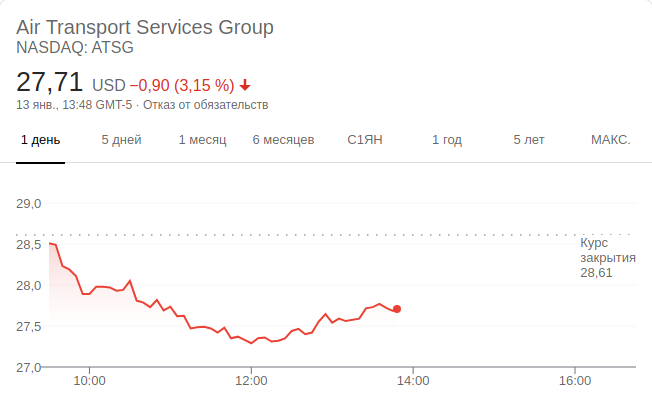 Air Transport Services Group
NASDAQ: ATSG
27,71 USD −0,90 (3,15 %)
13 янв., 13:48 GMT-5 · Отказ от обязательств
1 день 5 дней 1 месяц 6 месяцев С1ЯН 1 год 5 лет МАКС.
29,0
28,5
28,0
27,5
27,0
Курс
закрытия
28,61
10:00 12:00 14:00 16:00